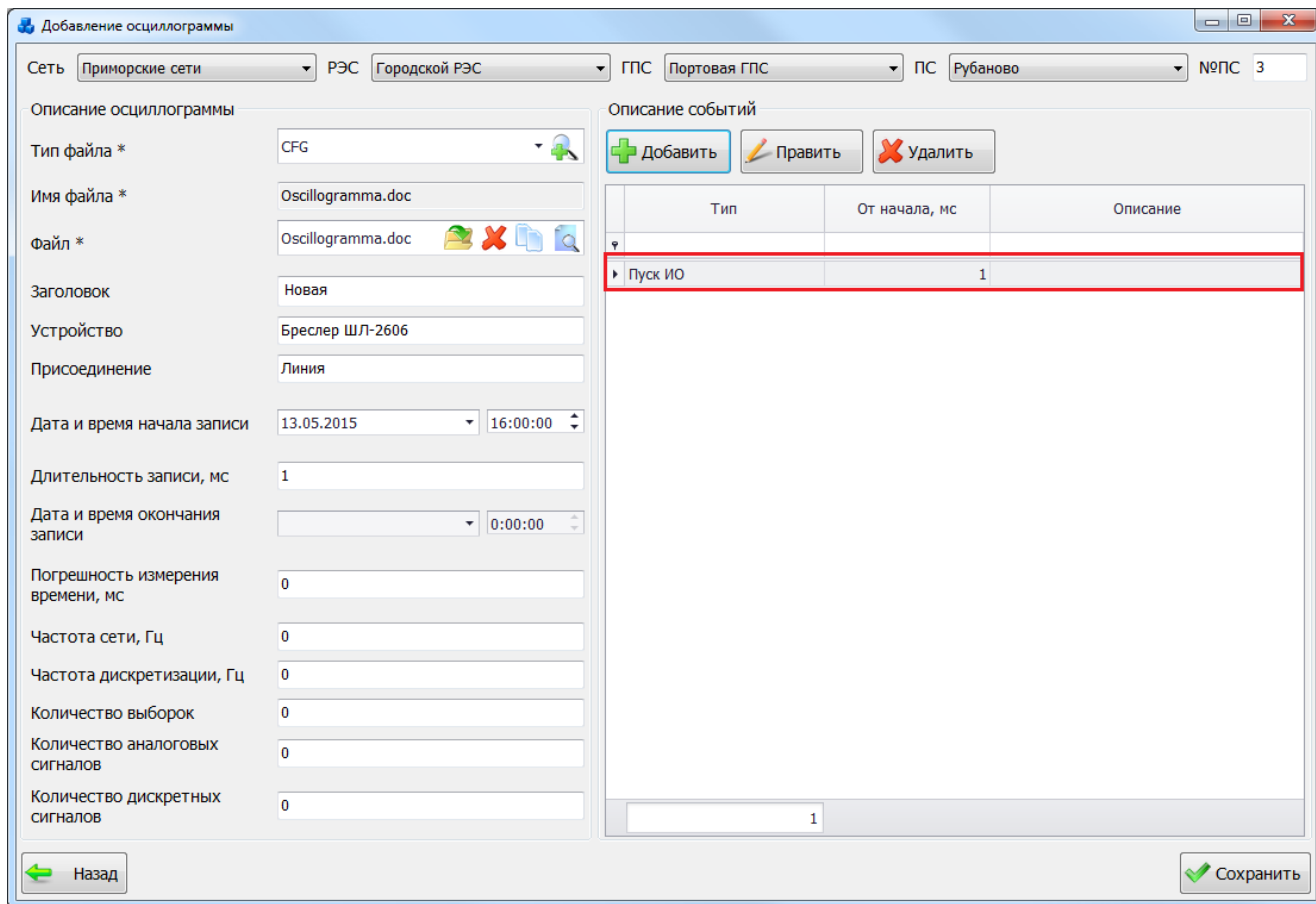 Добавление осциллограммы
Сеть Приморские сети РЭС Городской РЭС ГПС Портовая ГПС ПС Рубаново №ПС 3
Описание осциллограммы
Тип файла * CFG
Имя файла * Oscillogramma.doc
Файл * Oscillogramma.doc
Заголовок Новая
Устройство Бреслер ШЛ-2606
Присоединение Линия
Дата и время начала записи 13.05.2015 16:00:00
Длительность записи, мс 1
Дата и время окончания
записи 0:00:00
Погрешность измерения
времени, мс 0
Частота сети, Гц 0
Частота дискретизации, Гц 0
Количество выборок 0
Количество аналоговых
сигналов 0
Количество дискретных
сигналов 0
Описание событий
Добавить Править Удалить
Тип От начала, мс Описание
Пуск ИО 1
1
Назад Сохранить